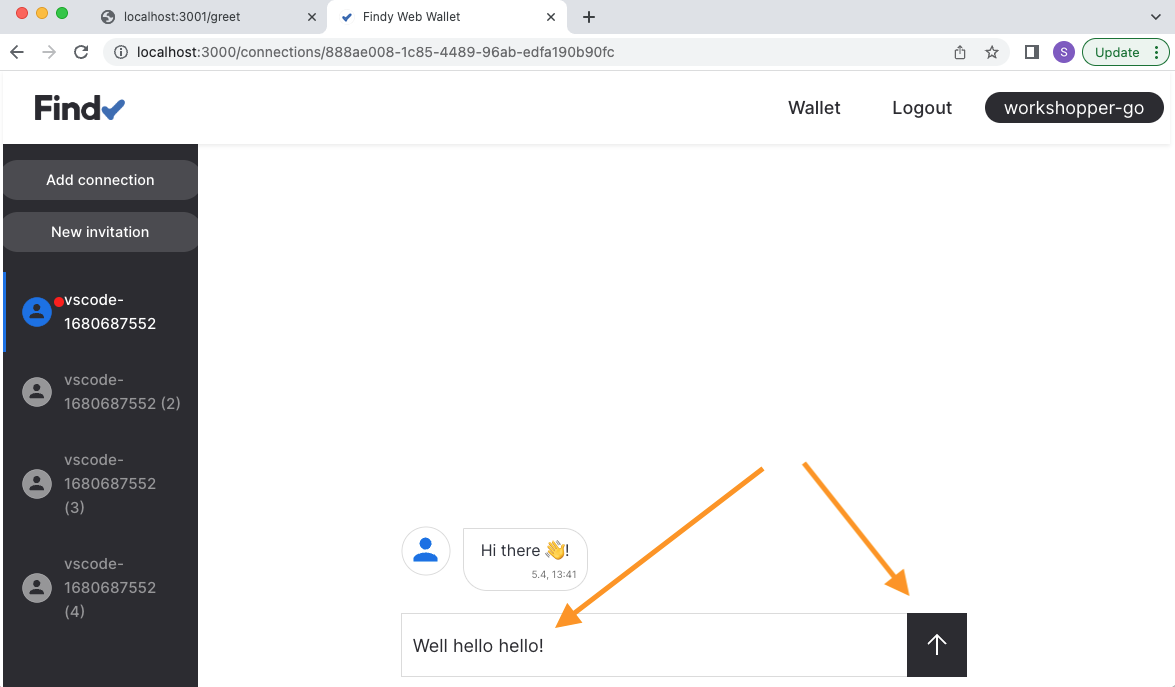 localhost:3001/greet
Findy Web Wallet
localhost:3000/connections/888ae008-1c85-4489-96ab-edfa190b90fc
S
Update
Find
Wallet
Logout
workshopper-go
Add connection
New invitation
vscode-
1680687552
vscode-
1680687552 (2)
vscode-
1680687552
(3)
vscode-
1680687552
(4)
Hi there 👋!
5.4, 13:41
Well hello hello!